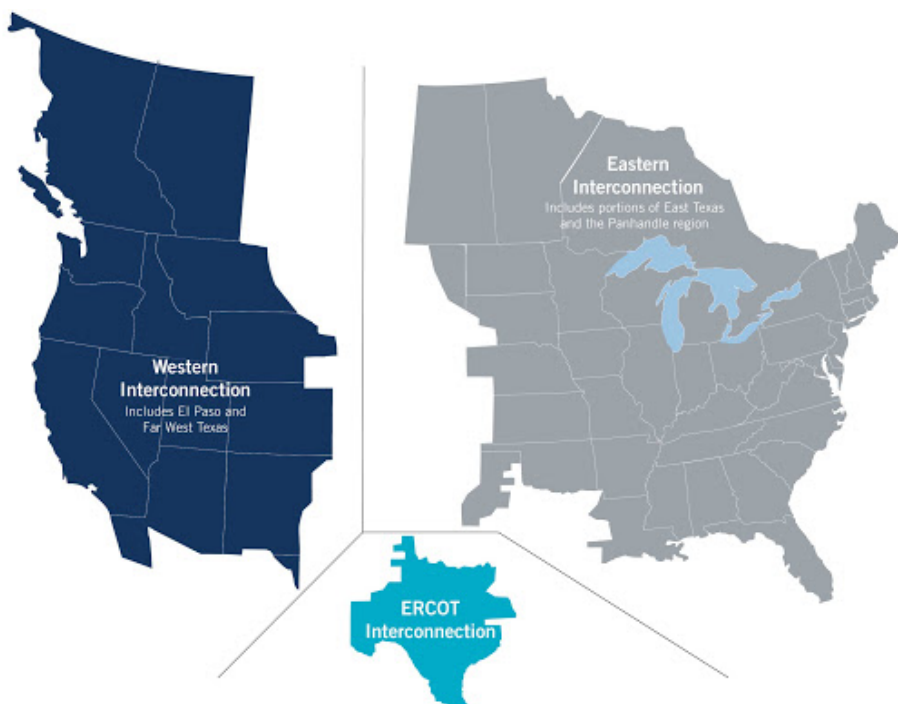 Eastern
Interconnection
Includes portions of East Texas
and the Panhandle region
Western
Interconnection
Includes El Paso and
Far West Texas
ERCOT
Interconnection